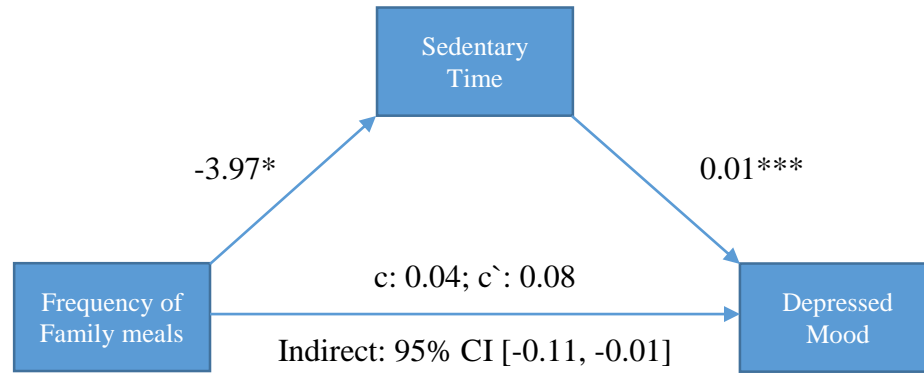 Sedentary
Time
-3.97*
0.01***
c: 0.04; c`: 0.08
Frequency of
Family meals
Depressed
Mood
Indirect: 95% CI [-0.11, -0.01]